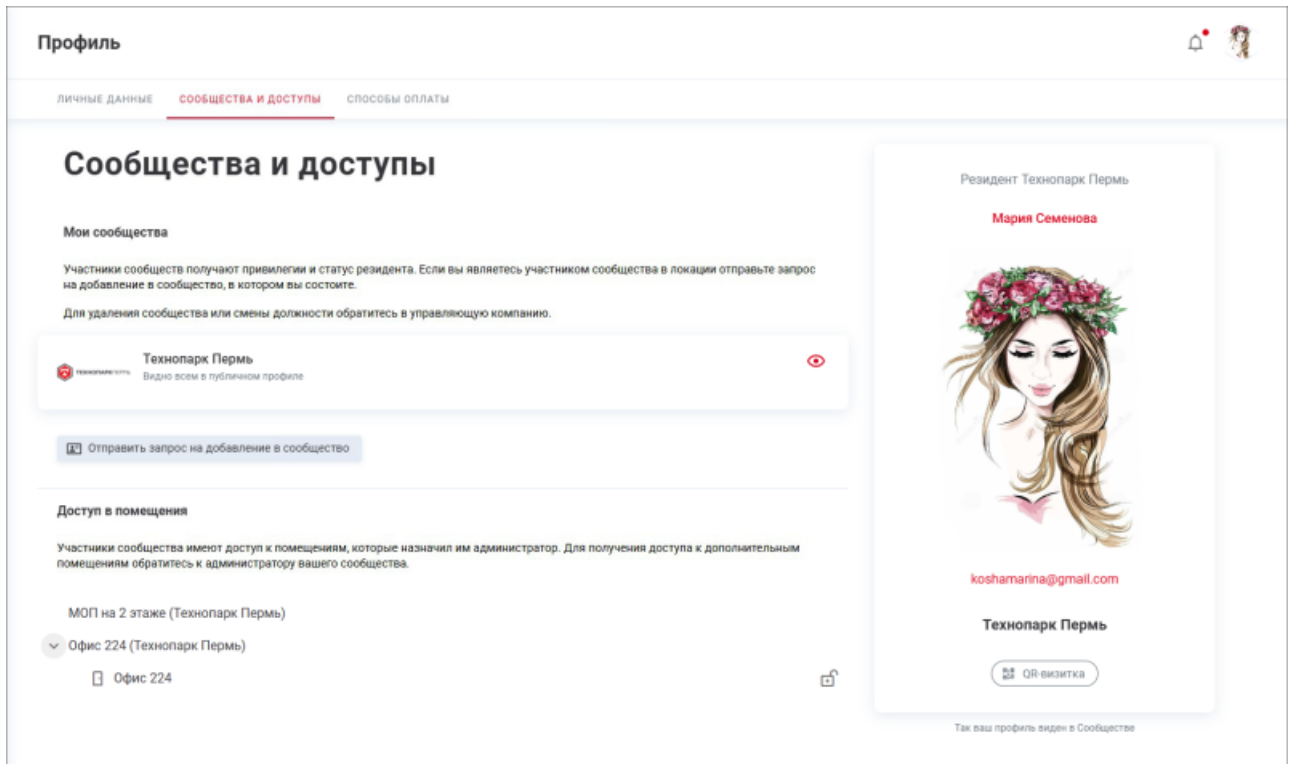 Профиль
ЛИЧНЫЕ ДАННЫЕ СООБЩЕСТВА И ДОСТУПЫ СПОСОБЫ ОПЛАТЫ
Сообщества и доступы
Мои сообщества
Участники сообществ получают привилегии и статус резидента. Если вы являетесь участником сообщества в локации отправьте запрос
на добавление в сообщество, в котором вы состоите.
Для удаления сообщества или смены должности обратитесь в управляющую компанию.
ТЕХНОПАРК ПЕРМЬ
Технопарк Пермь
Видно всем в публичном профиле
Отправить запрос на добавление в сообщество
Доступ в помещения
Участники сообщества имеют доступ к помещениям, которые назначил им администратор. Для получения доступа к дополнительным
помещениям обратитесь к администратору вашего сообщества.
МОП на 2 этаже (Технопарк Пермь)
Офис 224 (Технопарк Пермь)
Офис 224
Резидент Технопарк Пермь
Мария Семенова
koshamarina@gmail.com
Технопарк Пермь
QR-визитка
Так ваш профиль виден в Сообществе